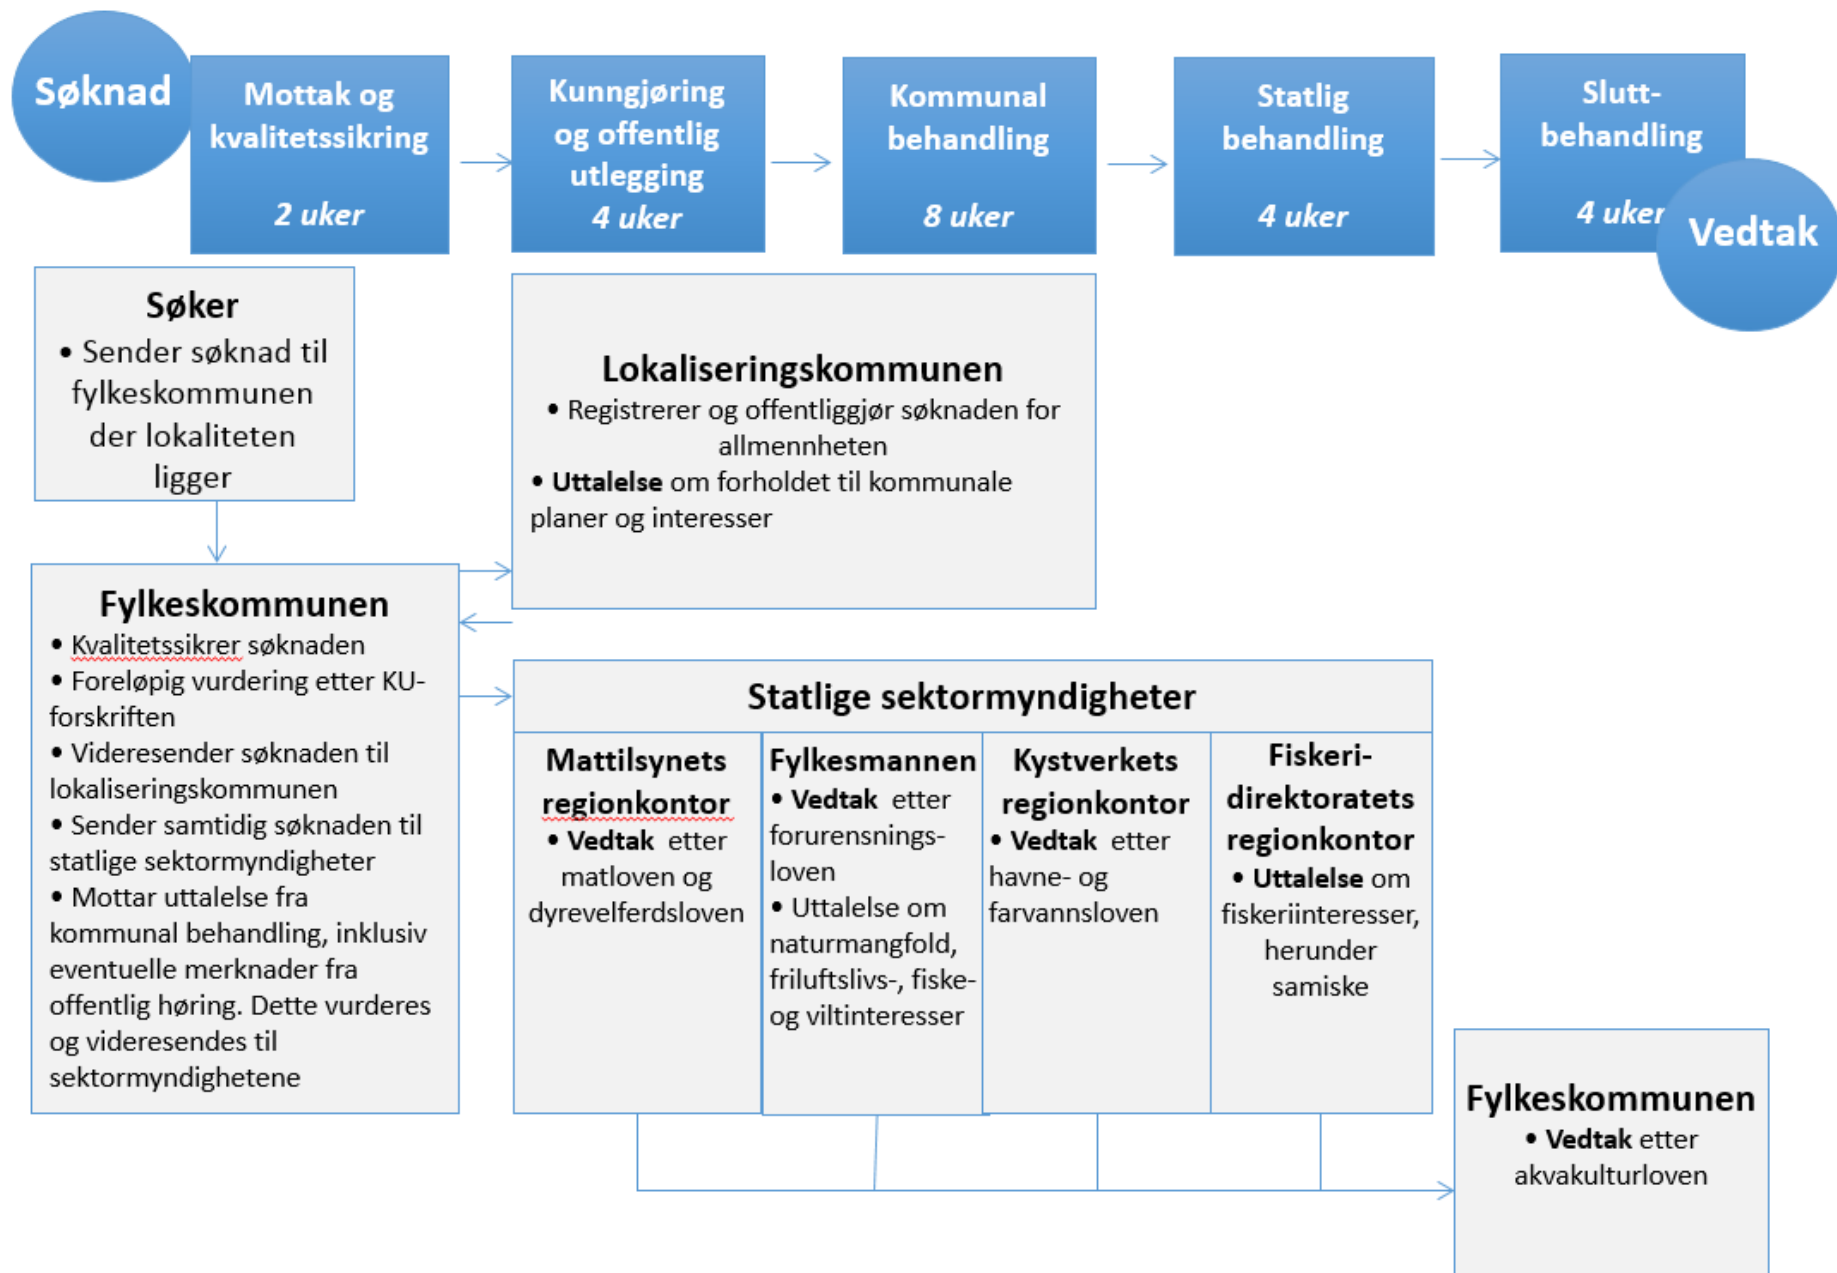 Søknad
Mottak og
kvalitetssikring
2 uker
Kunngjøring
og offentlig
utlegging
4 uker
Kommunal
behandling
8 uker
Statlig
behandling
4 uker
Slutt-
behandling
4 uker
Vedtak
Søker
• Sender søknad til
fylkeskommunen
der lokaliteten
ligger
Lokaliseringskommunen
• Registrerer og offentliggjør søknaden for
allmennheten
• Uttalelse om forholdet til kommunale
planer og interesser
Fylkeskommunen
• Kvalitetssikrer søknaden
• Foreløpig vurdering etter KU-
forskriften
• Videresender søknaden til
lokaliseringskommunen
• Sender samtidig søknaden til
statlige sektormyndigheter
• Mottar uttalelse fra
kommunal behandling, inklusiv
eventuelle merknader fra
offentlig høring. Dette vurderes
og videresendes til
sektormyndighetene
Statlige sektormyndigheter
Mattilsynets
regionkontor
• Vedtak etter
matloven og
dyrevelferdsloven
Fylkesmannen
• Vedtak etter
forurensnings-
loven
• Uttalelse om
naturmangfold,
friluftslivs-, fiske-
og viltinteresser
Kystverkets
regionkontor
• Vedtak etter
havne- og
farvannsloven
Fiskeri-
direktoratets
regionkontor
• Uttalelse om
fiskeriinteresser,
herunder
samiske
Fylkeskommunen
• Vedtak etter
akvakulturloven